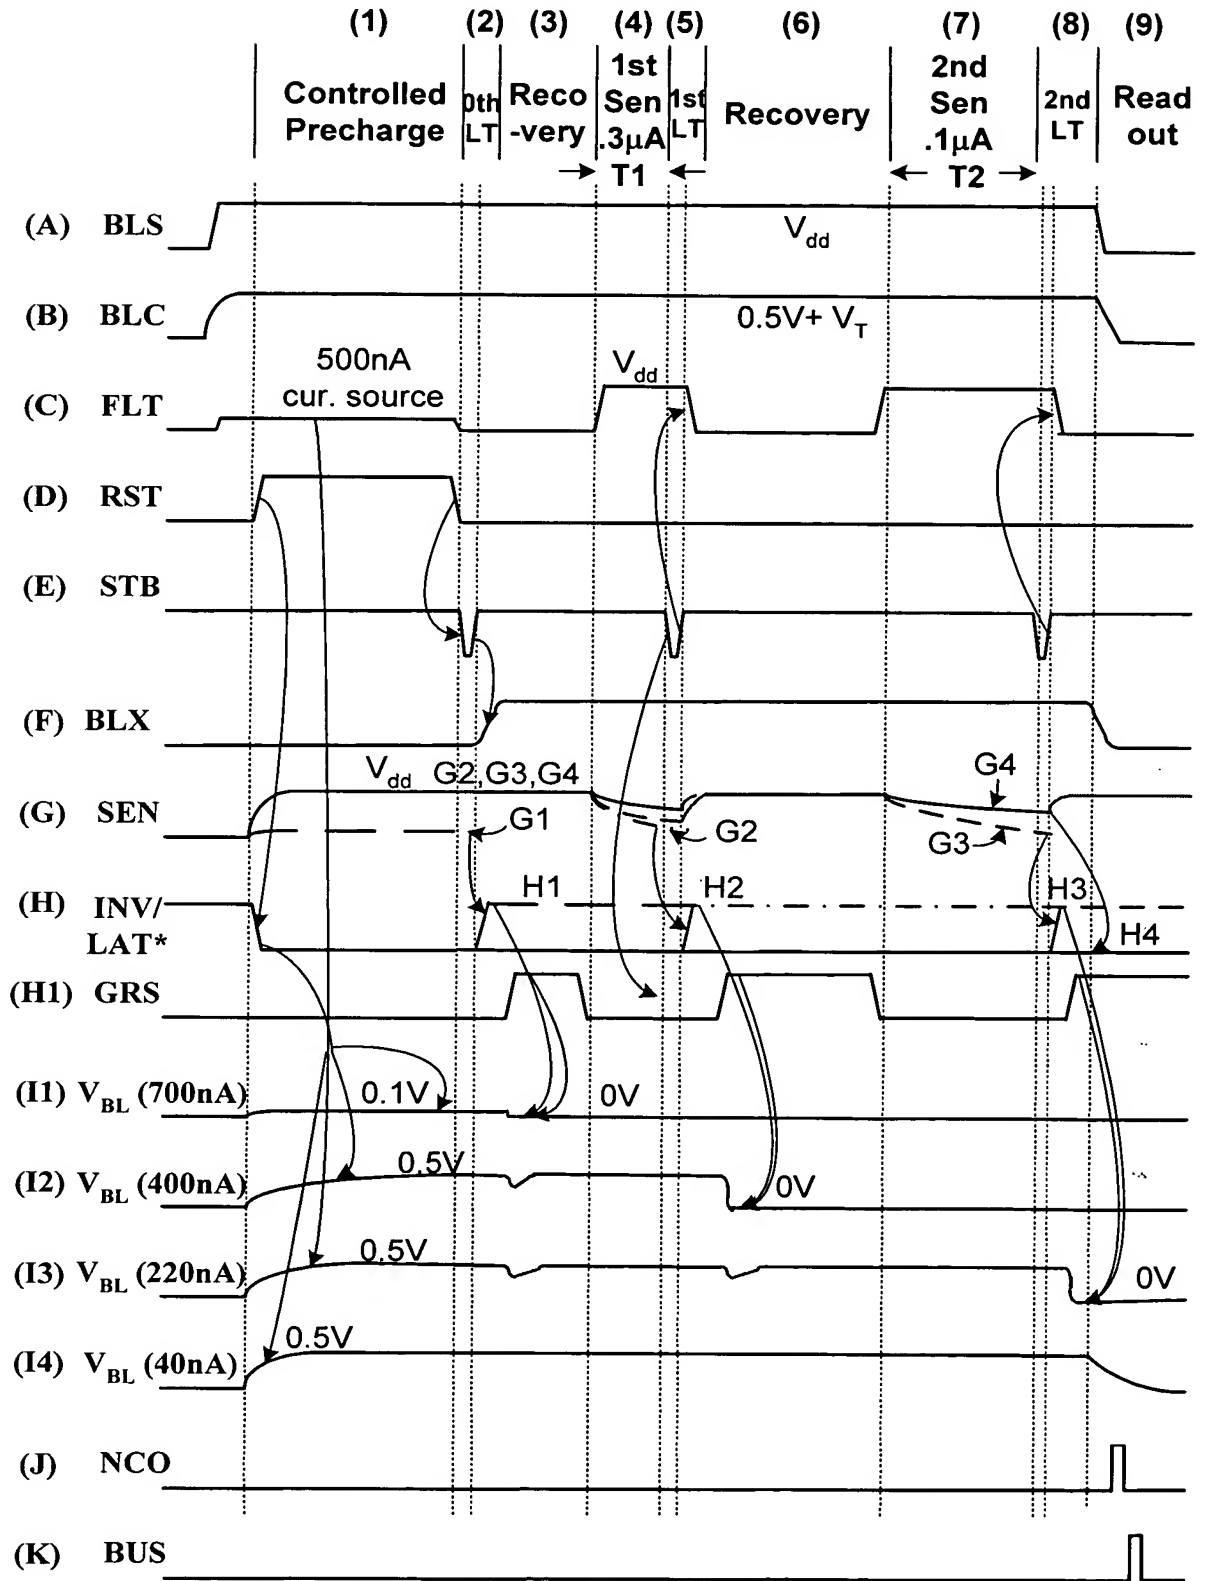 (1) (2) (3) (4) (5) (6) (7) (8) (9)
Controlled
Precharge
0th
LT
Reco
-very
1st
Sen
.3μA
T1
1st
LT
Recovery
2nd
Sen
.1μA
T2
2nd
LT
Read
out
(A) BLS
Vdd
(B) BLC
0.5V+ VT
500nA
cur. source
Vdd
(C) FLT
(D) RST
(E) STB
(F) BLX
Vdd G2,G3,G4
G4
(G) SEN
G1
G2
G3
(H) INV/
LAT*
H1
H2
H3
H4
(H1) GRS
(I1) VBL (700nA)
0.1V
0V
(I2) VBL (400nA)
0.5V
0V
(I3) VBL (220nA)
0.5V
0V
(I4) VBL (40nA)
0.5V
(J) NCO
(K) BUS